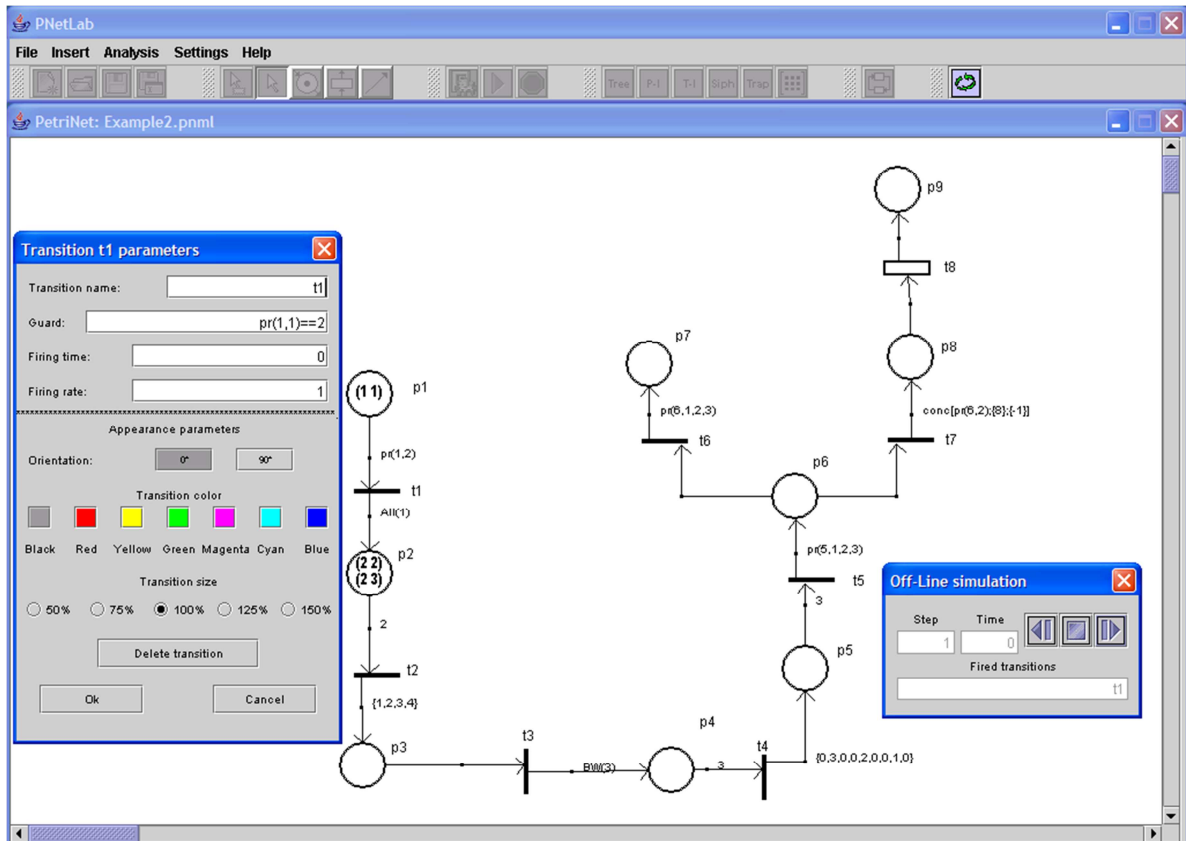 PNetLab
File Insert Analysis Settings Help
Tree P-I T-I Siph Trap
PetriNet: Example2.pnml
Transition t1 parameters
Transition name: t1
Guard: pr(1,1)==2
Firing time: 0
Firing rate: 1
Appearance parameters
Orientation: 0° 90°
Transition color
Black Red Yellow Green Magenta Cyan Blue
Transition size
50% 75% 100% 125% 150%
Delete transition
Ok Cancel
(1 1) p1
pr(1,2)
t1
All(1)
p2
(2 2)
(2 3)
2
t2
{1,2,3,4}
p3
t3
BW(3)
p4
3
t4
{0,3,0,0,2,0,0,1,0}
p5
3
t5
pr(5,1,2,3)
p6
t6
pr(6,1,2,3)
p7
t7
conc[pr(6,2);{8};{-1}]
p8
t8
p9
Off-Line simulation
Step Time
1 0
Fired transitions
t1